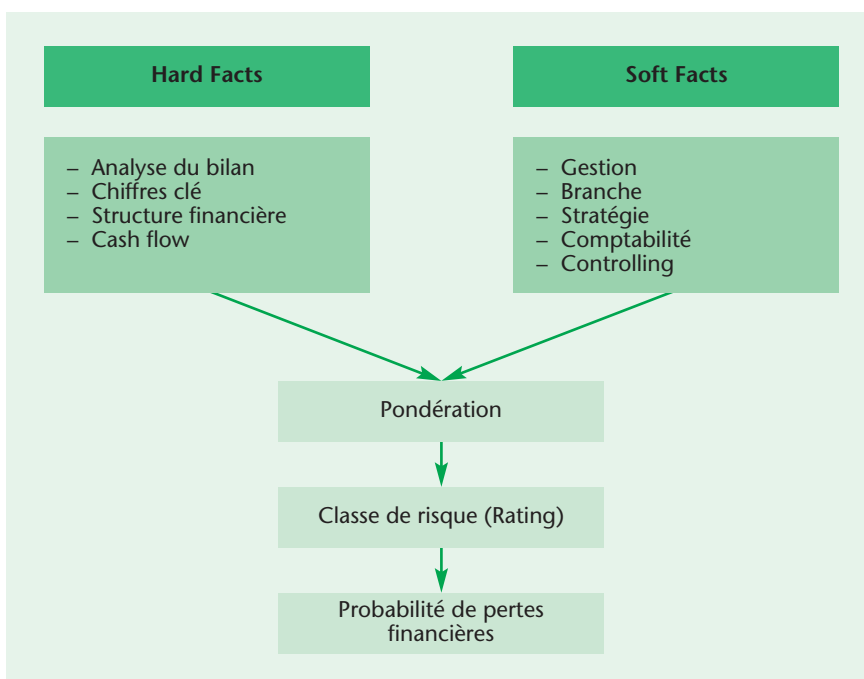 Hard Facts
– Analyse du bilan
– Chiffres clé
– Structure financière
– Cash flow
Soft Facts
– Gestion
– Branche
– Stratégie
– Comptabilité
– Controlling
Pondération
Classe de risque (Rating)
Probabilité de pertes
financières